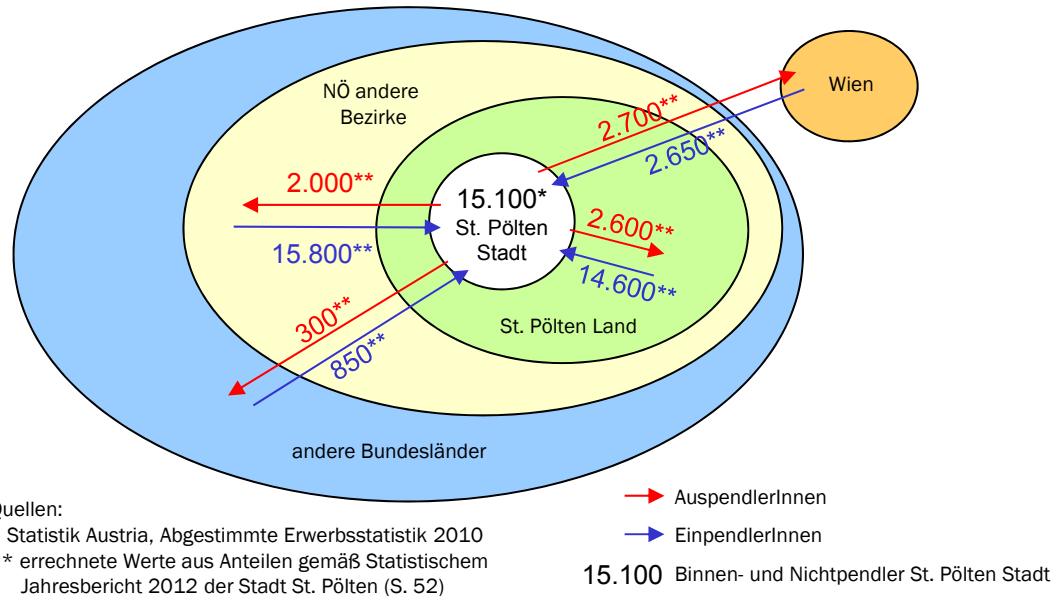 NÖ andere
Bezirke
Wien
2.700**
2.650**
2.000**
15.800**
15.100*
St. Pölten
Stadt
2.600**
14.600**
300**
850**
St. Pölten Land
andere Bundesländer
uellen:
Statistik Austria, Abgestimmte Erwerbsstatistik 2010
* errechnete Werte aus Anteilen gemäß Statistischem
Jahresbericht 2012 der Stadt St. Pölten (S. 52)
AuspendlerInnen
EinpendlerInnen
15.100 Binnen- und Nichtpendler St. Pölten Stadt